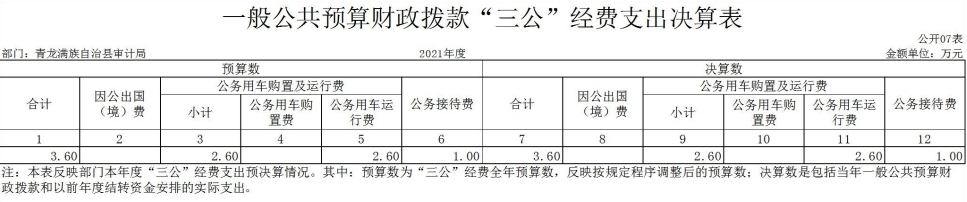 一般公共预算财政拨款“三公”经费支出决算表
公开07表
部门：青龙满族自治县审计局 2021年度 金额单位：万元
预算数 决算数
合计 因公出国（境）费 公务用车购置及运行费 公务接待费 合计 因公出国（境）费 公务用车购置及运行费 公务接待费
小计 公务用车购置费 公务用车运行费 小计 公务用车购置费 公务用车运行费
1 2 3 4 5 6 7 8 9 10 11 12
3.60 2.60 2.60 1.00 3.60 2.60 2.60 1.00
注：本表反映部门本年度“三公”经费支出预决算情况。其中：预算数为“三公”经费全年预算数，反映按规定程序调整后的预算数；决算数是包括当年一般公共预算财
政拨款和以前年度结转资金安排的实际支出。